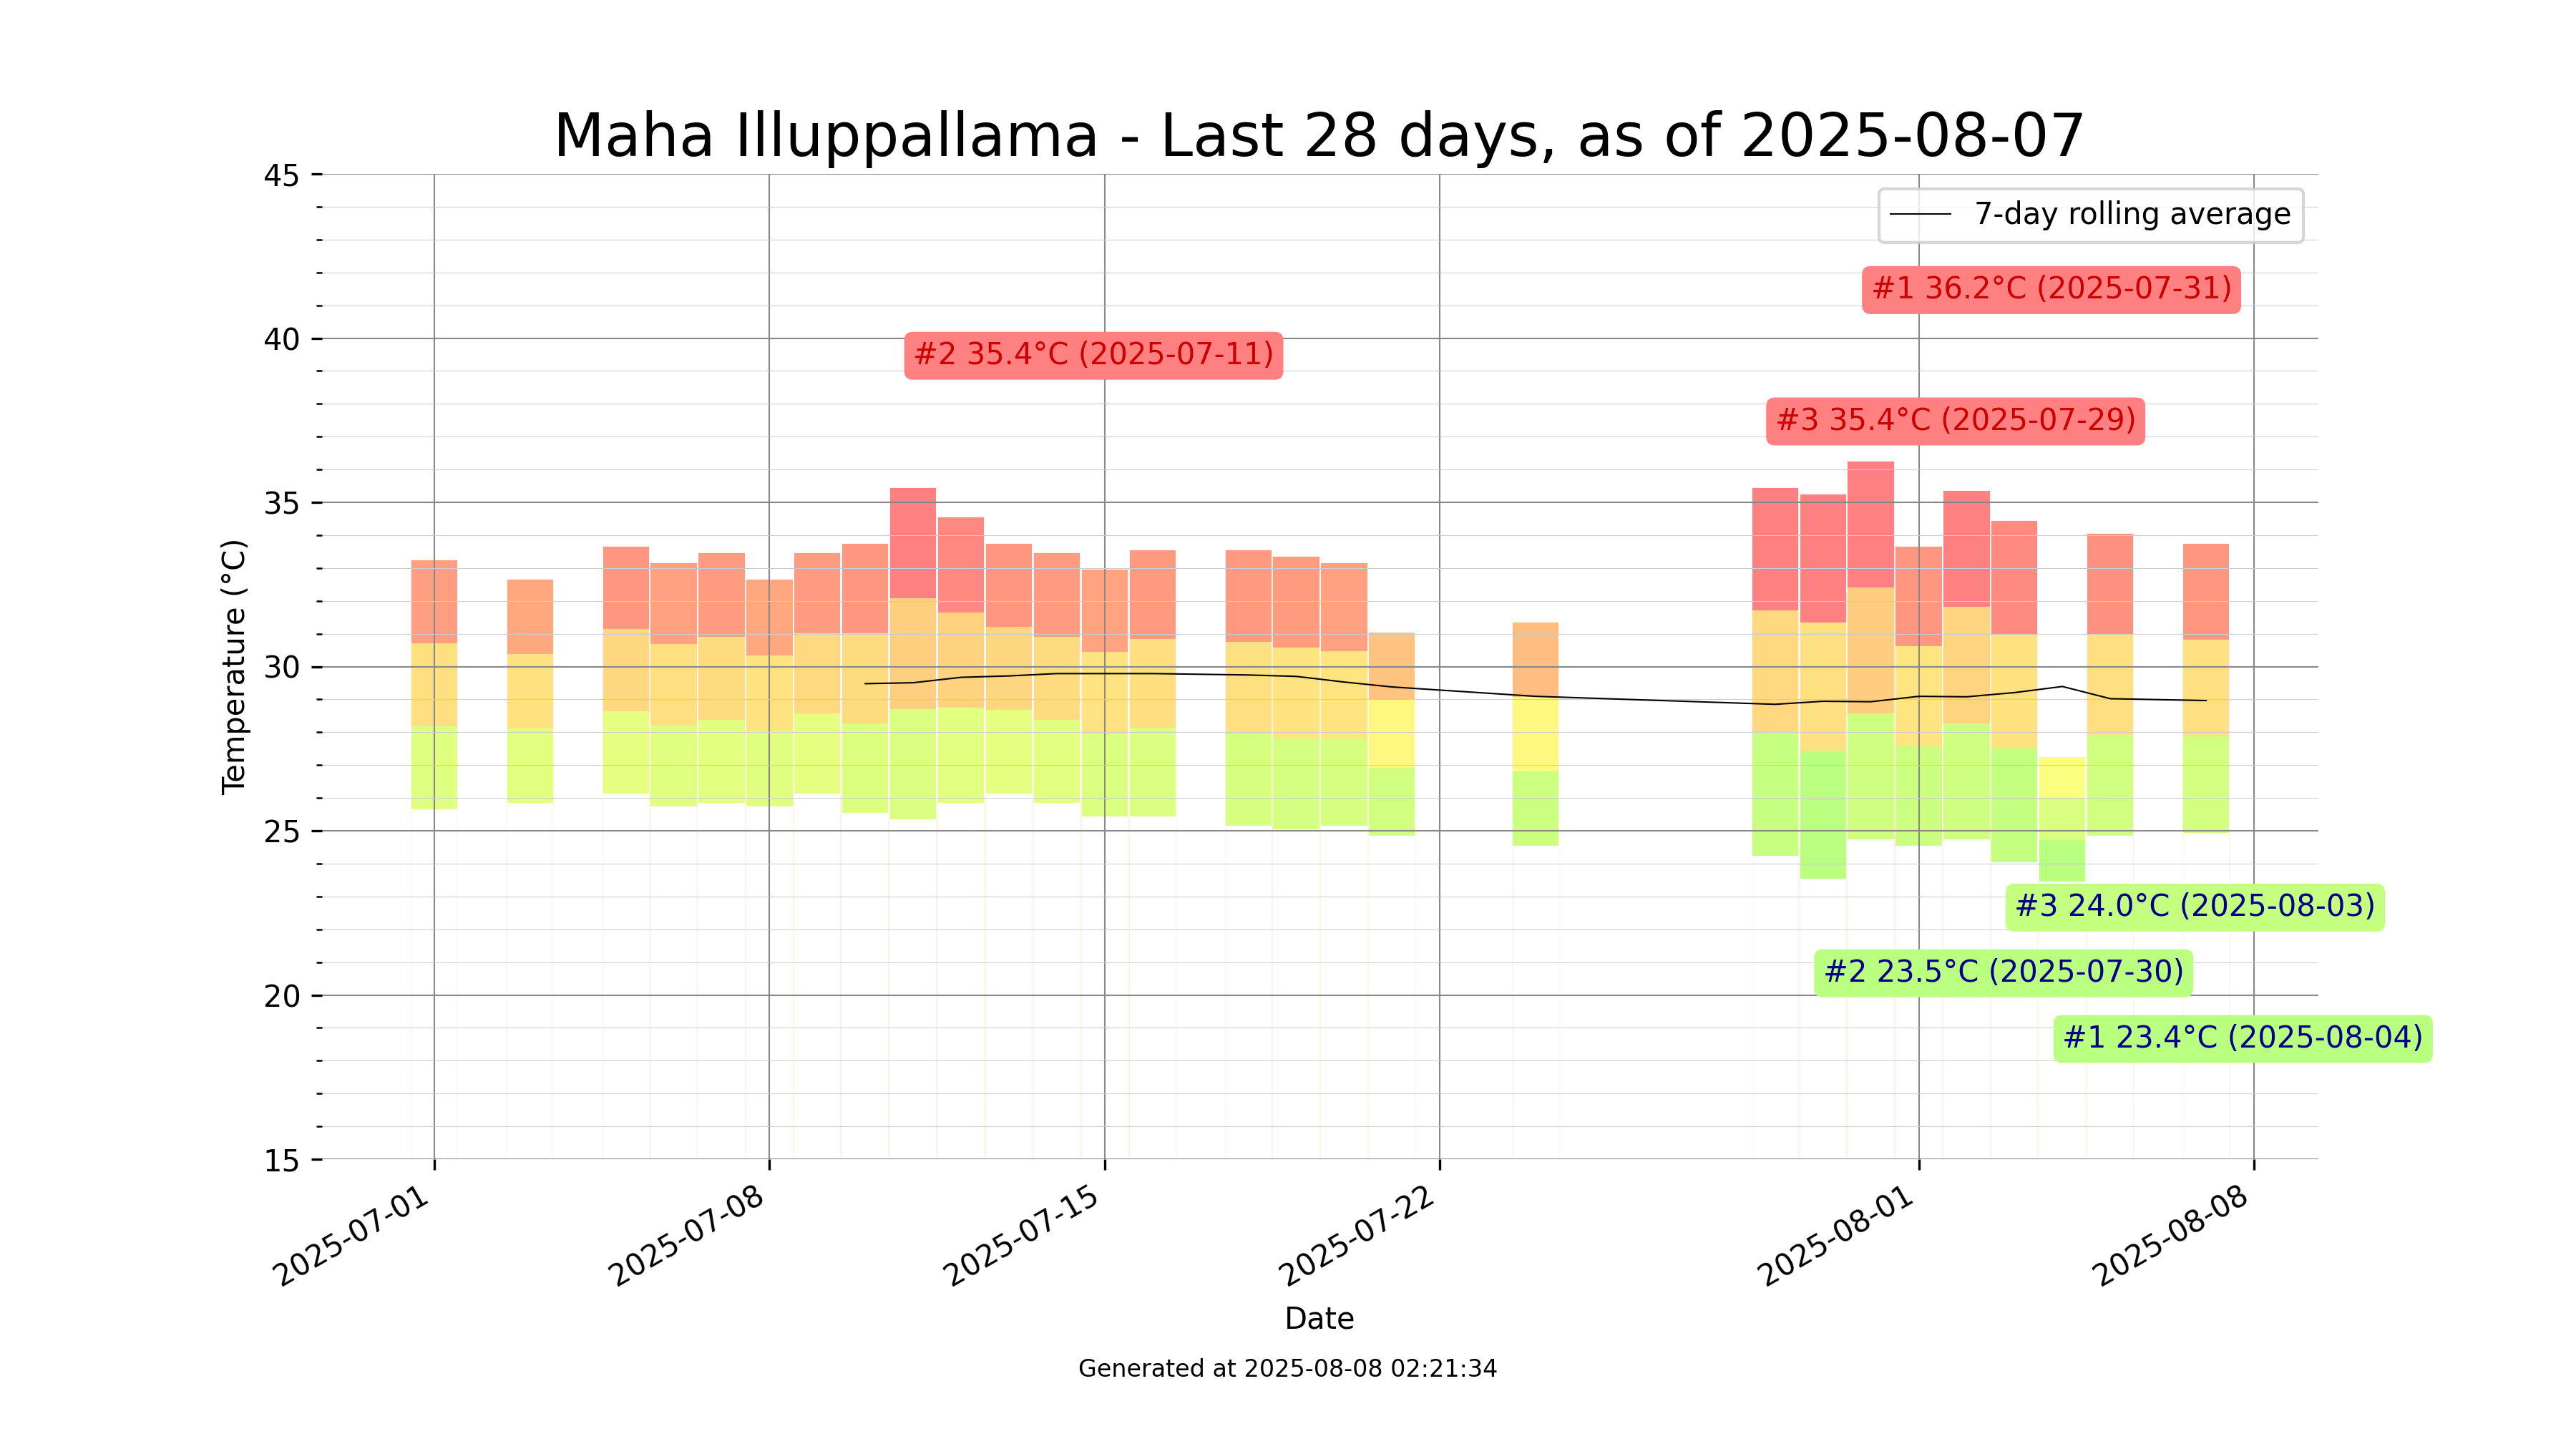 Maha Illuppallama - Last 28 days, as of 2025-08-07
45
7-day rolling average
#1 36.2°C (2025-07-31)
40
#2 35.4°C (2025-07-11)
#3 35.4°C (2025-07-29)
35
Temperature (°C)
30
25
#3 24.0°C (2025-08-03)
#2 23.5°C (2025-07-30)
20
#1 23.4°C (2025-08-04)
15
2025-07-01
2025-07-08
2025-07-15
2025-07-22
2025-08-01
2025-08-08
Date
Generated at 2025-08-08 02:21:34